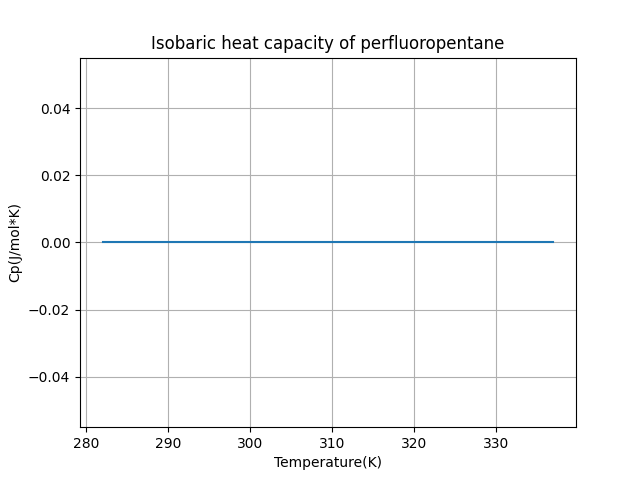 Isobaric heat capacity of perfluoropentane
Cp(J/mol*K)
0.04
0.02
0.00
−0.02
−0.04
280 290 300 310 320 330
Temperature(K)